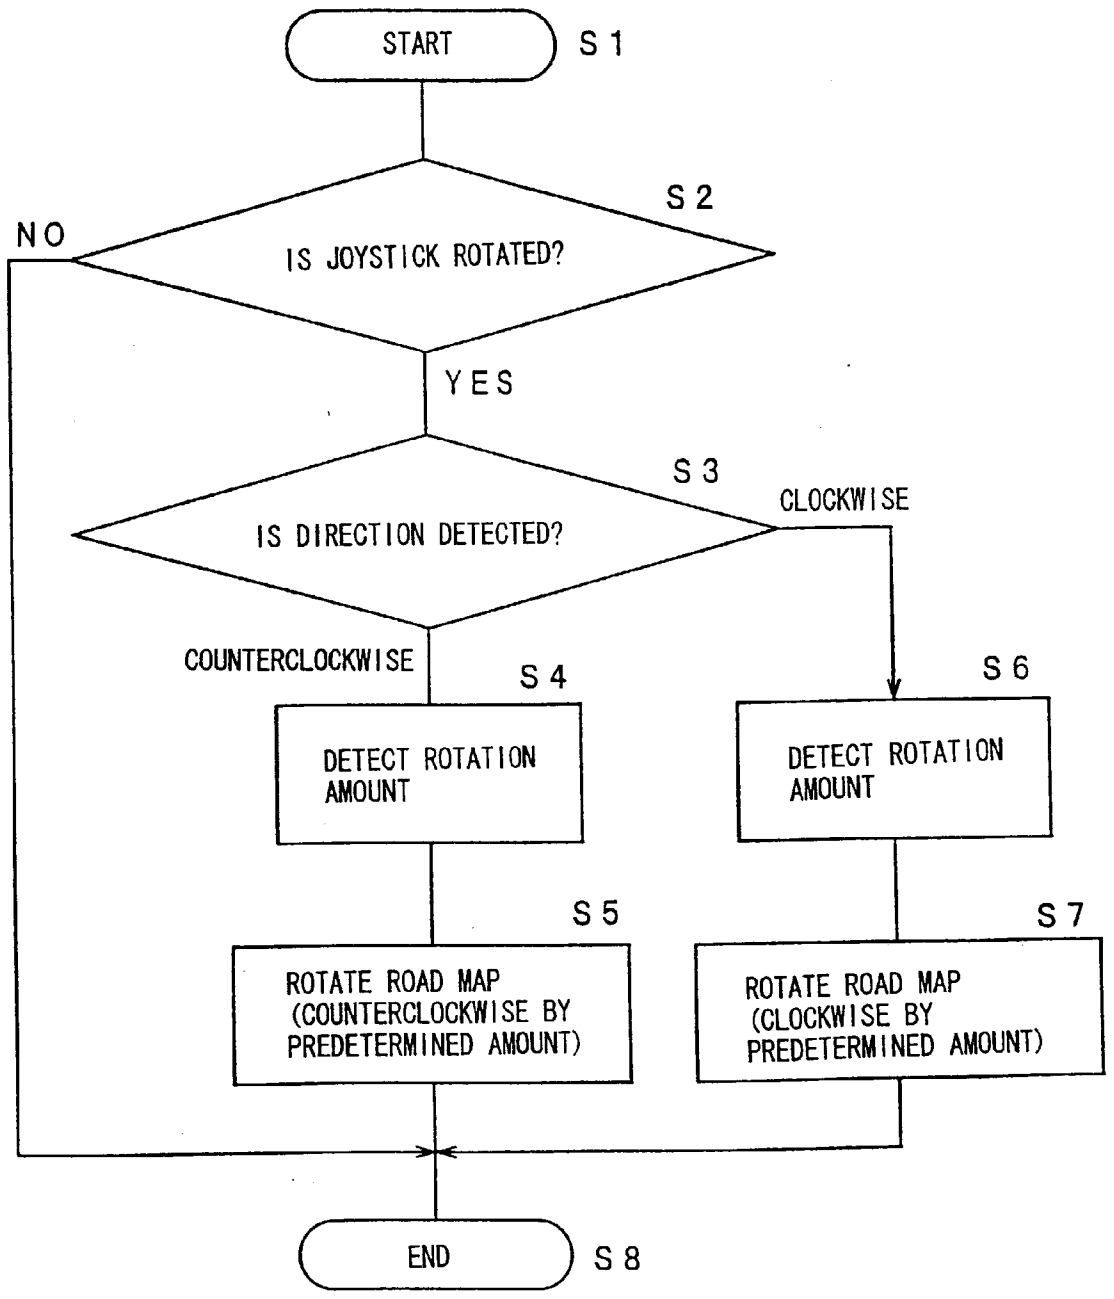 START
S1
S2
NO
IS JOYSTICK ROTATED?
YES
S3
CLOCKWISE
IS DIRECTION DETECTED?
COUNTERCLOCKWISE
S4
DETECT ROTATION
AMOUNT
S6
DETECT ROTATION
AMOUNT
S5
ROTATE ROAD MAP
(COUNTERCLOCKWISE BY
PREDETERMINED AMOUNT)
S7
ROTATE ROAD MAP
(CLOCKWISE BY
PREDETERMINED AMOUNT)
END
S8